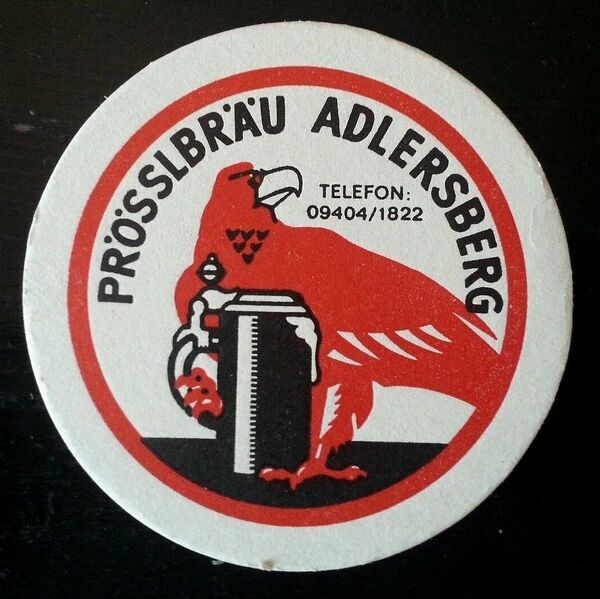 PRÖSSLBRÄU ADLERSBERG
TELEFON:
09404/1822